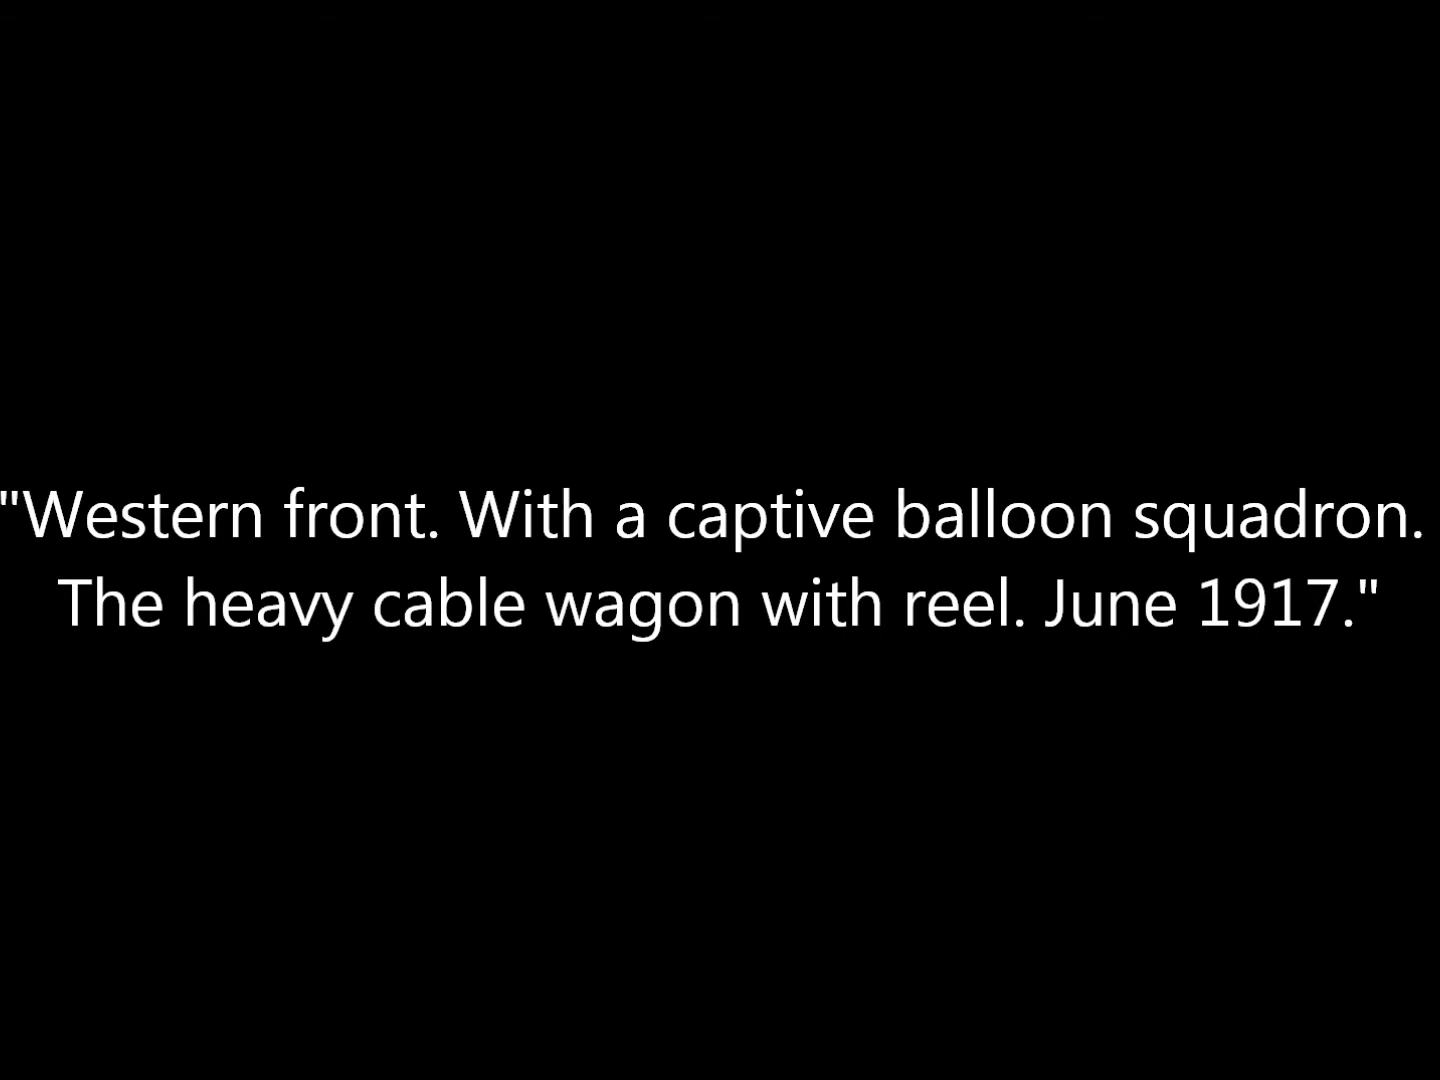 "Western front. With a captive balloon squadron.
The heavy cable wagon with reel. June 1917."